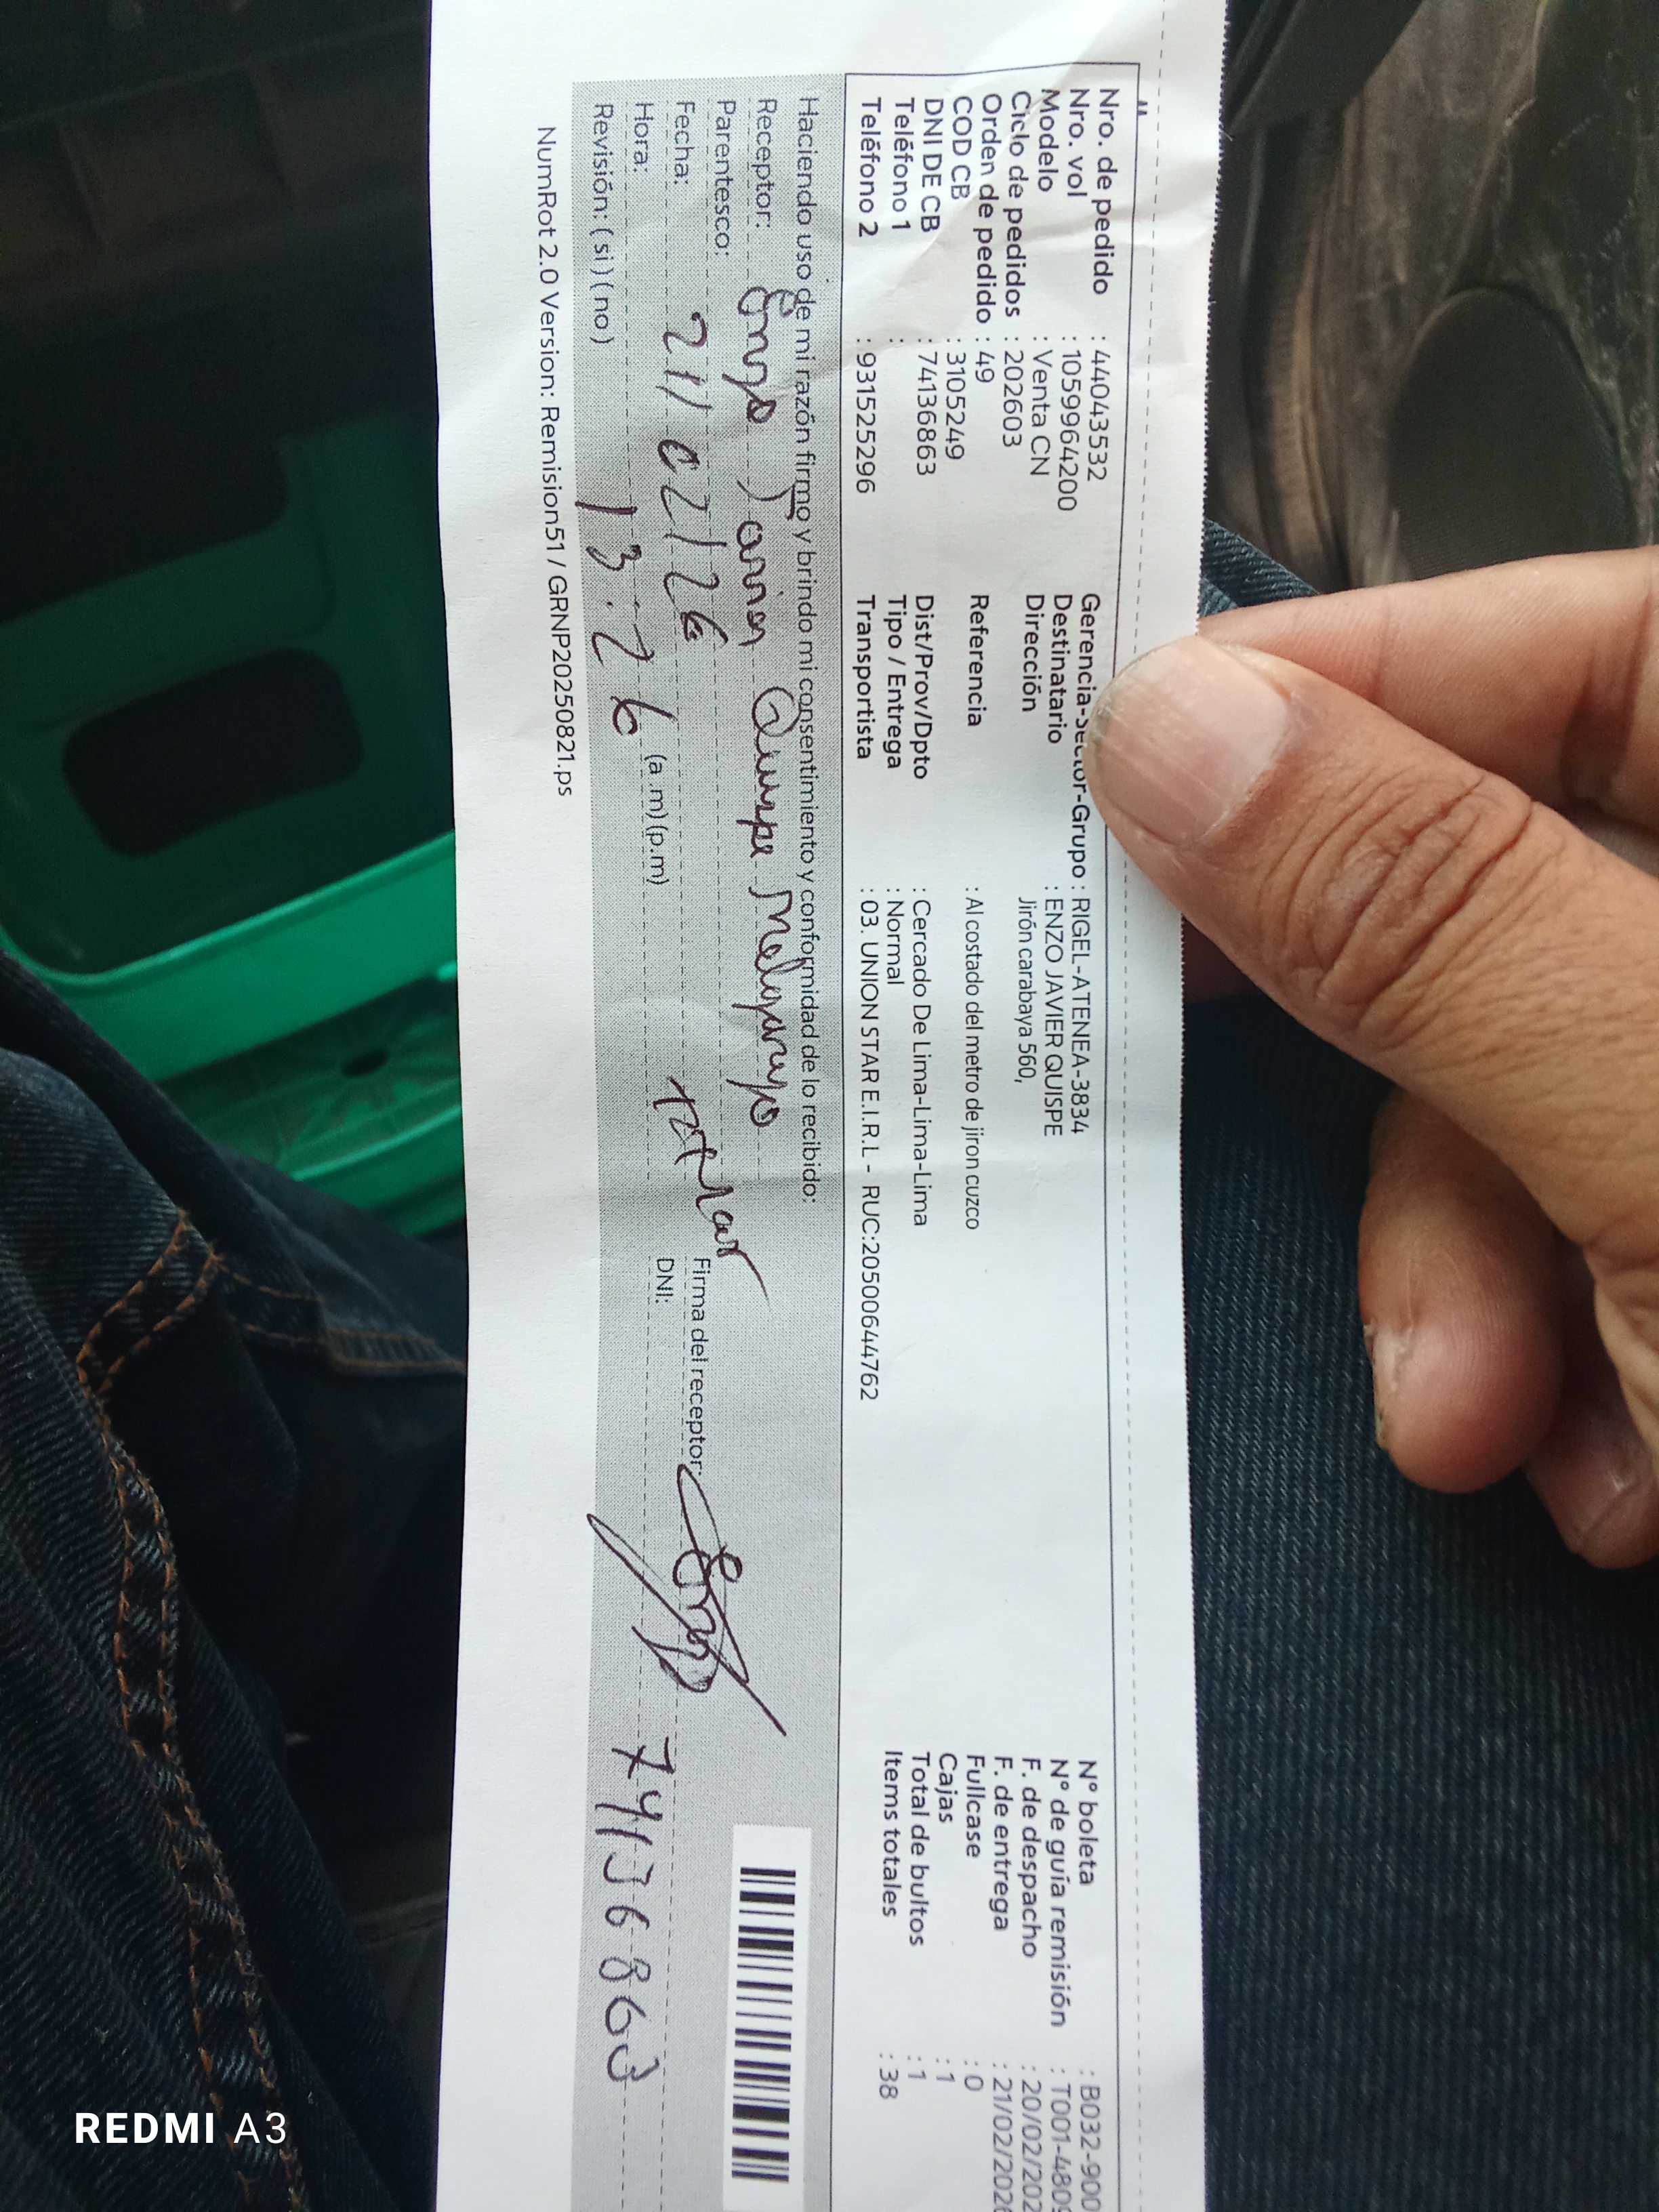 Nro. de pedido : 44043532
Nro. vol : 10599964200
Modelo : Venta CN
Ciclo de pedidos : 202603
Orden de pedido : 49
COD CB : 3105249
DNI DE CB : 74136863
Teléfono 1 :
Teléfono 2 : 931525296
Gerencia-Sector-Grupo : RIGEL-ATENEA-3834
Destinatario : ENZO JAVIER QUISPE
Dirección Jirón carabaya 560,
Referencia : Al costado del metro de jiron cuzco
Dist/Prov/Dpto : Cercado De Lima-Lima-Lima
Tipo / Entrega : Normal
Transportista : 03. UNION STAR E.I.R.L - RUC:20500644762
N° boleta : B032-900
N° de guía remisión : T001-480
F. de despacho : 20/02/202
F. de entrega : 21/02/2026
Fullcase : 0
Cajas : 1
Total de bultos : 1
Items totales : 38
Haciendo uso de mi razón firmo y brindo mi consentimiento y conformidad de lo recibido:
Receptor: Enzo Javier Quispe Melgarejo
Parentesco: titular
Fecha: 21/02/26
Hora: 13:26 (a.m) (p.m)
Revisión: ( si ) ( no )
Firma del receptor: Enzo
DNI: 74136863
NumRot 2.0 Version: Remision51 / GRNP20250821.ps
REDMI A3